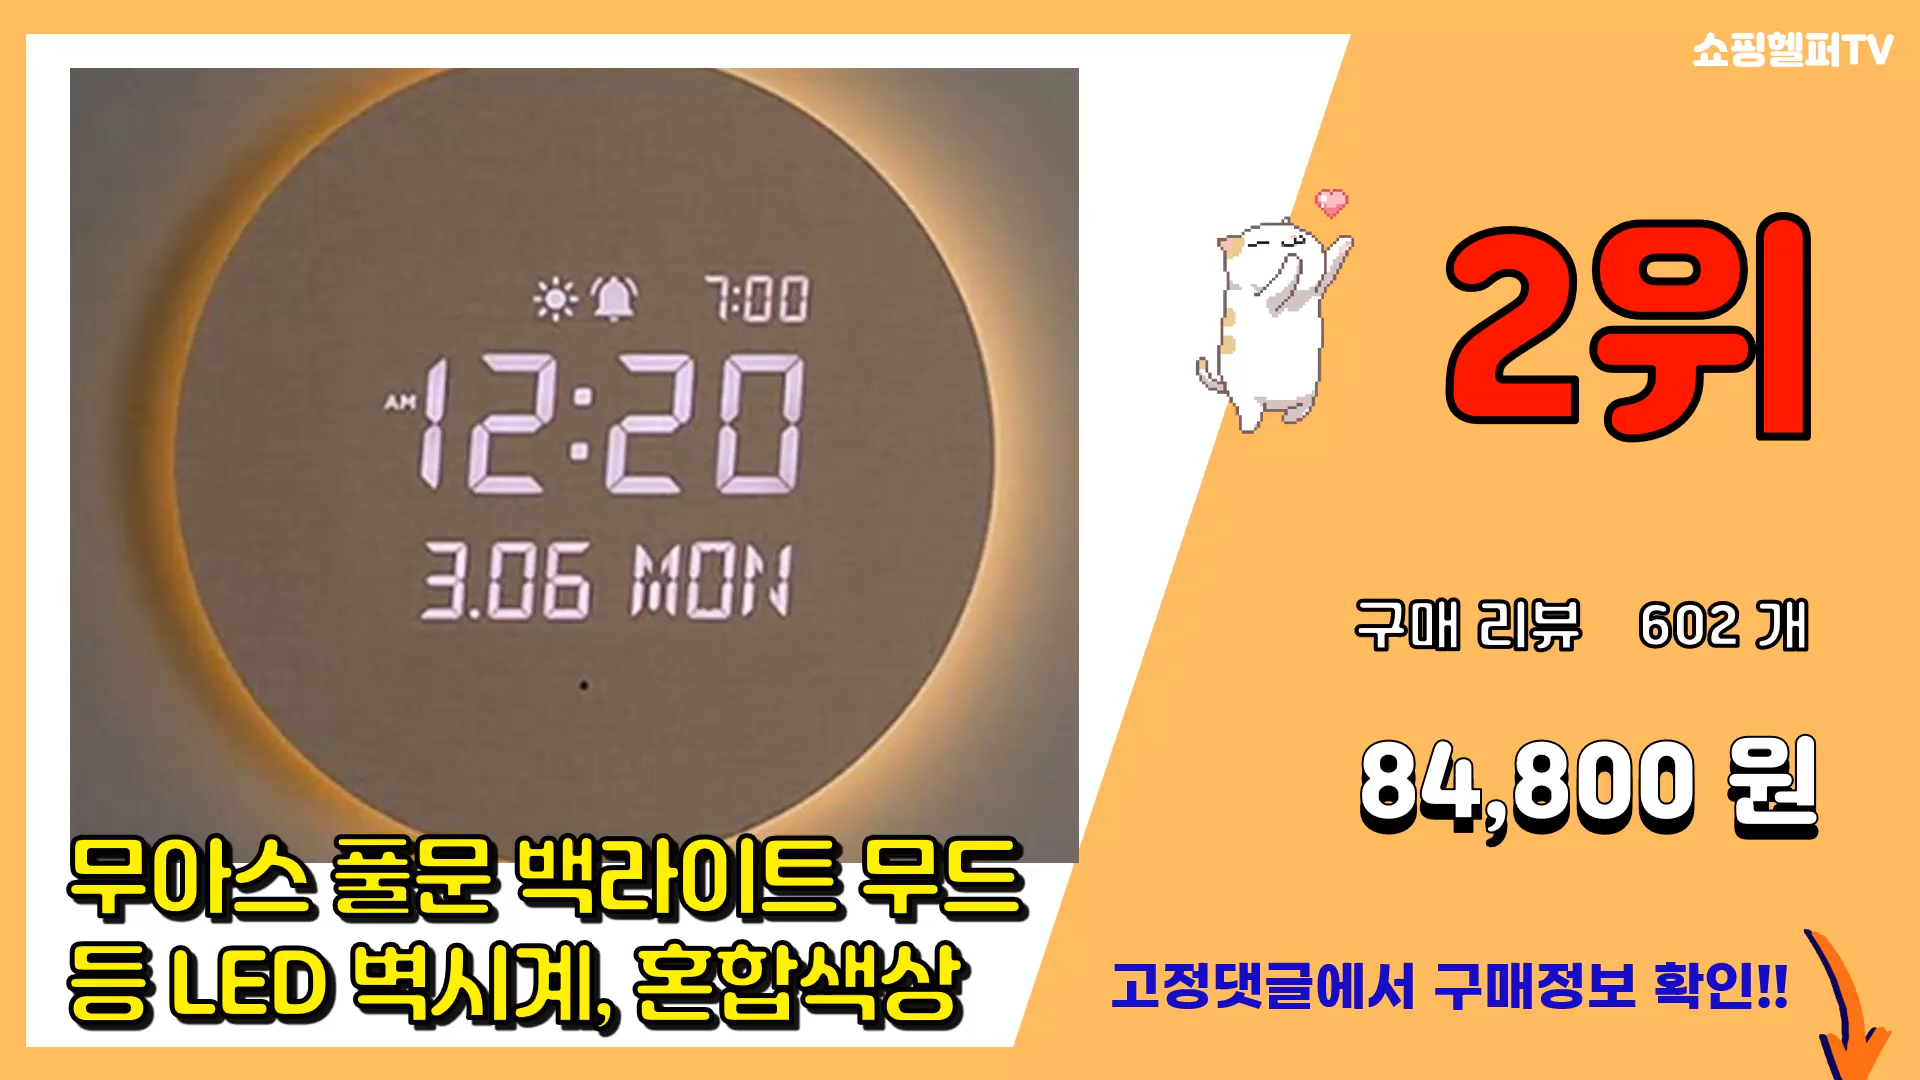 쇼핑헬퍼TV
7:00
AM 12:20
3.06 MON
2위
구매 리뷰 602 개
84,800 원
무아스 풀문 백라이트 무드
등 LED 벽시계, 혼합색상
고정댓글에서 구매정보 확인!!